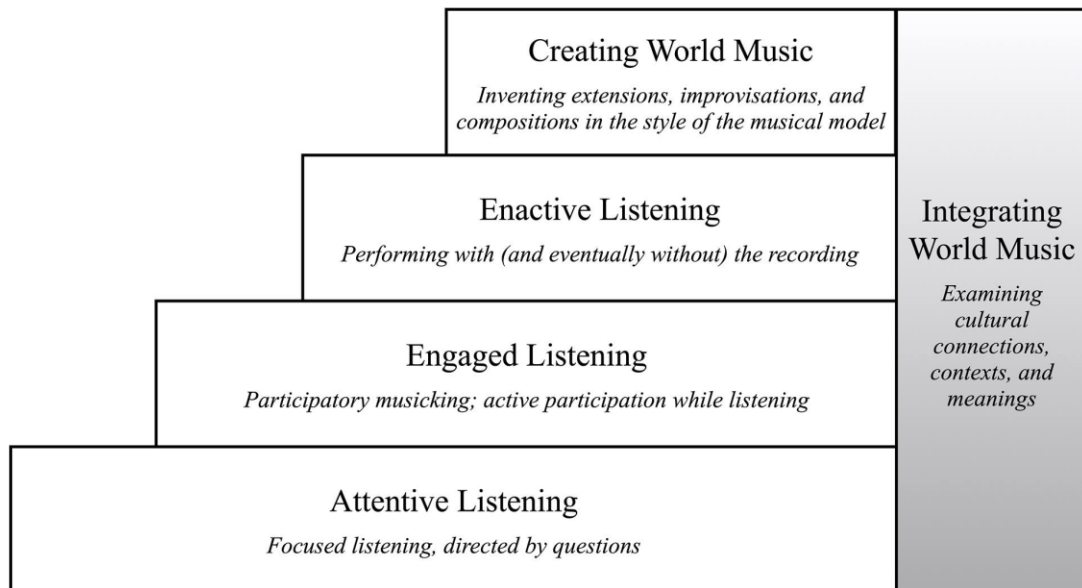 Creating World Music
Inventing extensions, improvisations, and
compositions in the style of the musical model
Enactive Listening
Performing with (and eventually without) the recording
Engaged Listening
Participatory musicking; active participation while listening
Attentive Listening
Focused listening, directed by questions
Integrating
World Music
Examining
cultural
connections,
contexts, and
meanings